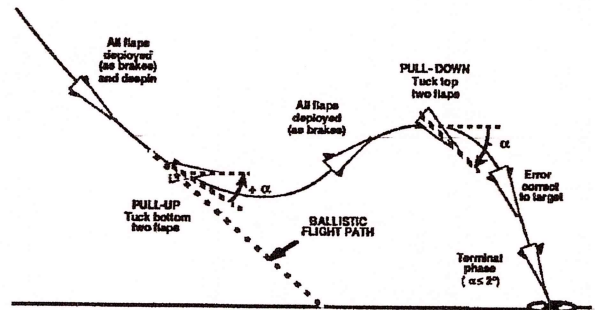 All flaps
deployed
(as brakes)
and despin
PULL-UP
Tuck bottom
two flaps
+ α
BALLISTIC
FLIGHT PATH
All flaps
deployed
(as brakes)
PULL-DOWN
Tuck top
two flaps
α
Error
correct
to target
Terminal
phase
(α≤ 2°)